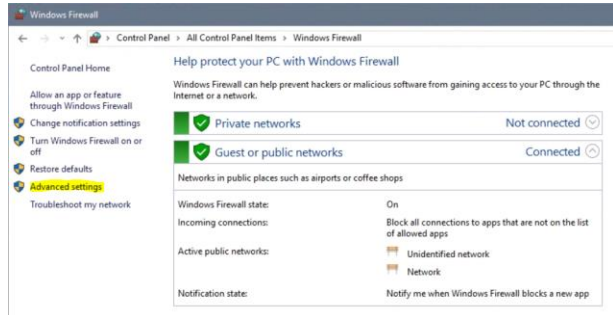 Windows Firewall
Control Panel > All Control Panel Items > Windows Firewall
Control Panel Home
Allow an app or feature
through Windows Firewall
Change notification settings
Turn Windows Firewall on or
off
Restore defaults
Advanced settings
Troubleshoot my network
Help protect your PC with Windows Firewall
Windows Firewall can help prevent hackers or malicious software from gaining access to your PC through the
Internet or a network.
Private networks Not connected
Guest or public networks Connected
Networks in public places such as airports or coffee shops
Windows Firewall state: On
Incoming connections: Block all connections to apps that are not on the list
of allowed apps
Active public networks: Unidentified network
Network
Notification state: Notify me when Windows Firewall blocks a new app